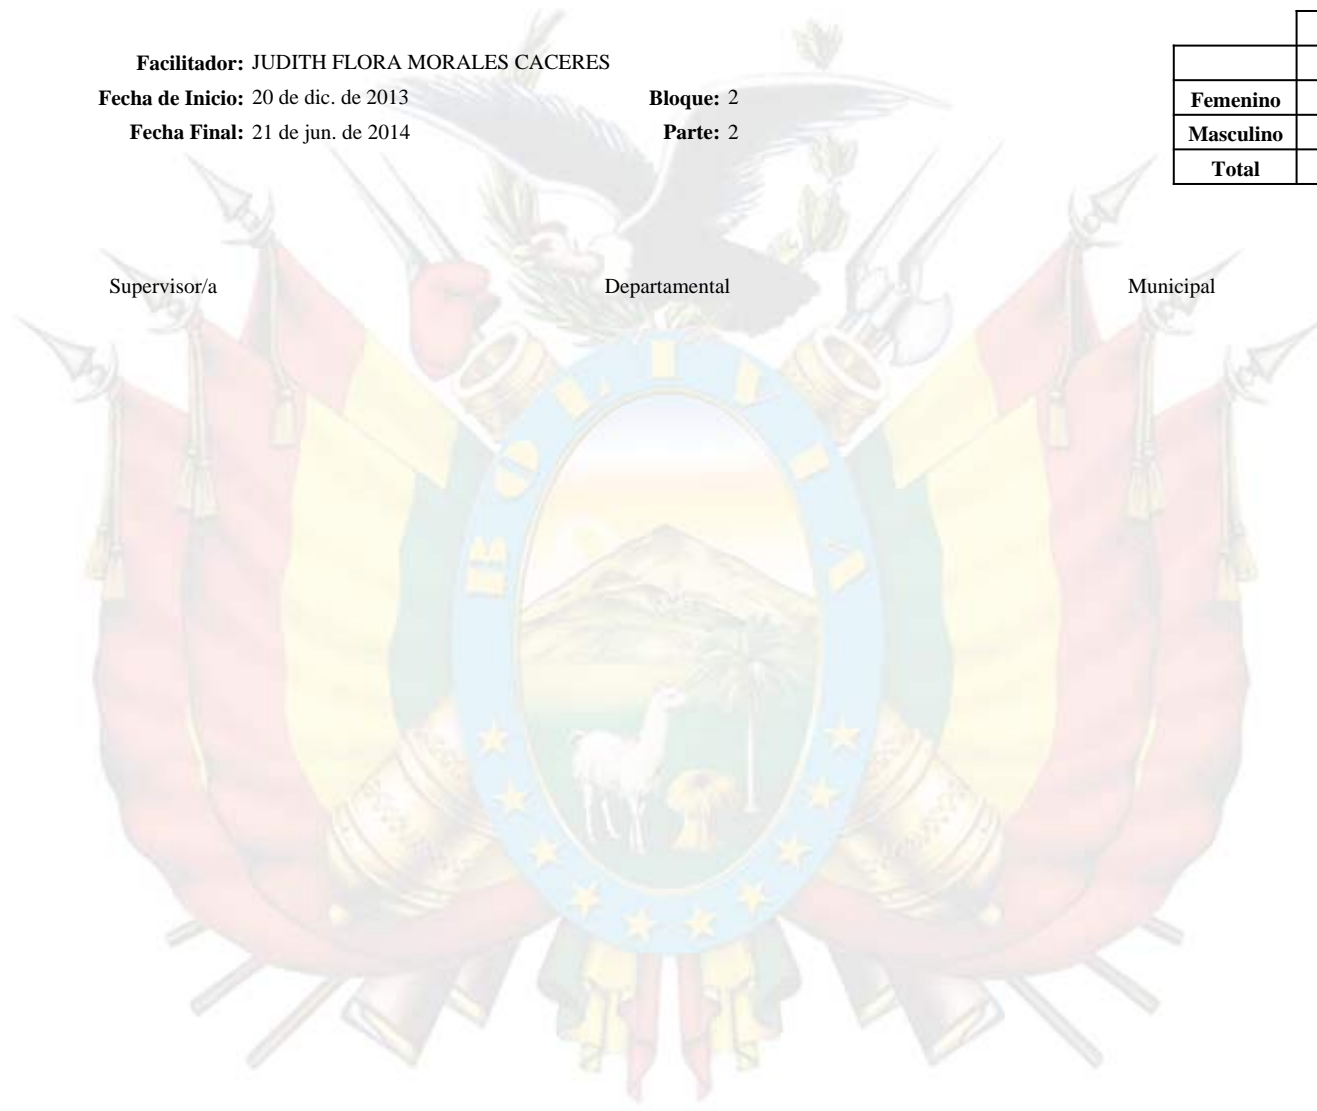 Facilitador: JUDITH FLORA MORALES CACERES
Fecha de Inicio: 20 de dic. de 2013
Bloque: 2
Fecha Final: 21 de jun. de 2014
Parte: 2
Femenino
Masculino
Total
Supervisor/a
Departamental
Municipal
BOLIVIA